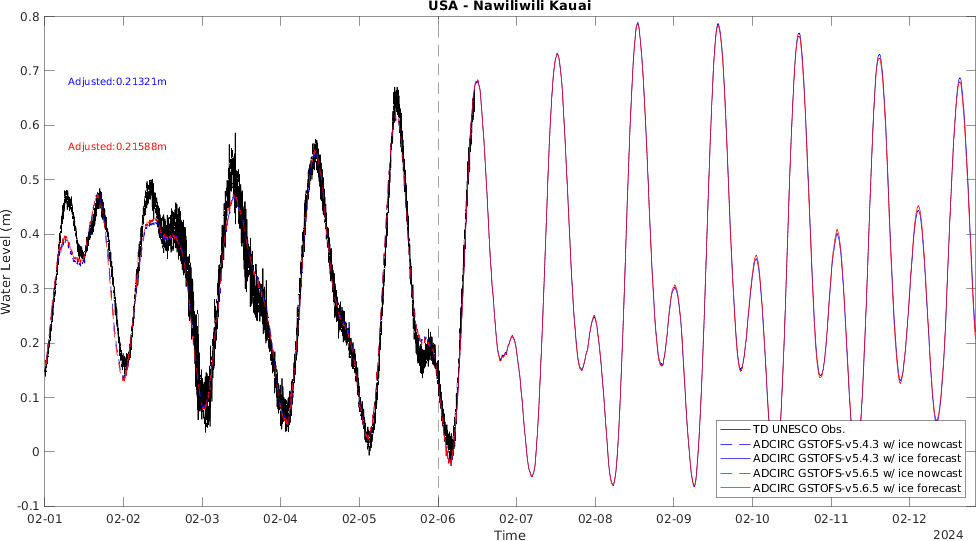 USA - Nawiliwili Kauai
0.8
0.7
0.6
0.5
0.4
0.3
0.2
0.1
0
-0.1
Water Level (m)
Adjusted:0.21321m
Adjusted:0.21588m
TD UNESCO Obs.
ADCIRC GSTOFS-v5.4.3 w/ ice nowcast
ADCIRC GSTOFS-v5.4.3 w/ ice forecast
ADCIRC GSTOFS-v5.6.5 w/ ice nowcast
ADCIRC GSTOFS-v5.6.5 w/ ice forecast
02-01 02-02 02-03 02-04 02-05 02-06 02-07 02-08 02-09 02-10 02-11 02-12
Time
2024